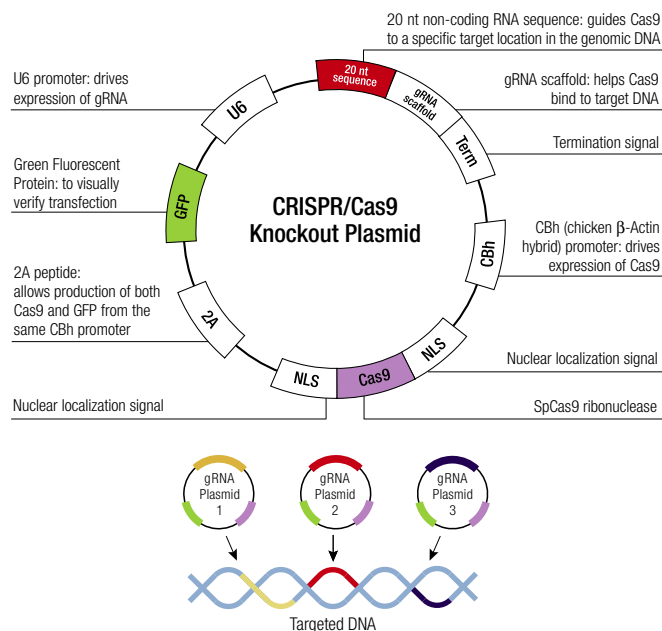 20 nt non-coding RNA sequence: guides Cas9
to a specific target location in the genomic DNA
U6 promoter: drives
expression of gRNA
gRNA scaffold: helps Cas9
bind to target DNA
Termination signal
Green Fluorescent
Protein: to visually
verify transfection
CBh (chicken β-Actin
hybrid) promoter: drives
expression of Cas9
2A peptide:
allows production of both
Cas9 and GFP from the
same CBh promoter
Nuclear localization signal
Nuclear localization signal
SpCas9 ribonuclease
20 nt
sequence
gRNA
scaffold
Term
CBh
NLS
Cas9
NLS
2A
GFP
U6
CRISPR/Cas9
Knockout Plasmid
gRNA
Plasmid
1
gRNA
Plasmid
2
gRNA
Plasmid
3
Targeted DNA